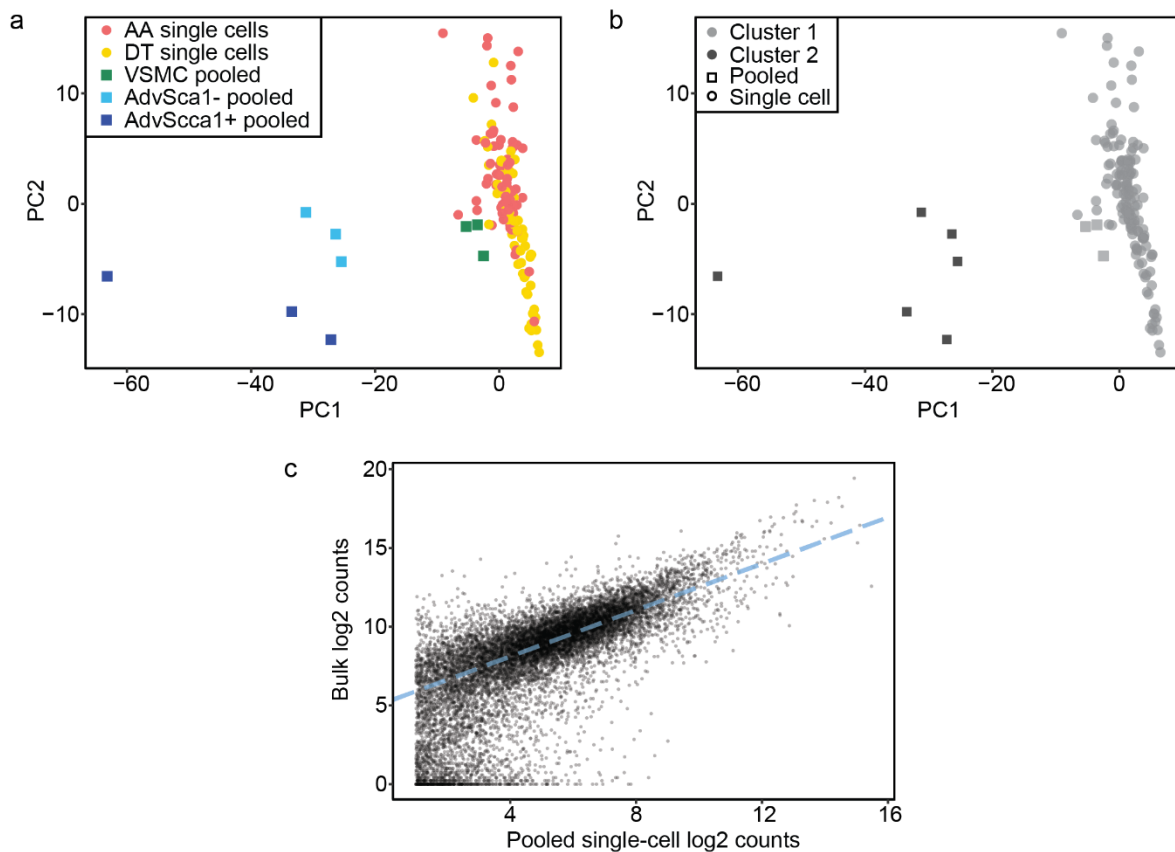 a
AA single cells
DT single cells
VSMC pooled
AdvSca1- pooled
AdvScca1+ pooled
PC2
10
0
−10
−60
−40
−20
0
PC1
b
Cluster 1
Cluster 2
Pooled
Single cell
PC2
10
0
−10
−60
−40
−20
0
PC1
c
Bulk log2 counts
20
15
10
5
0
4
8
12
16
Pooled single-cell log2 counts